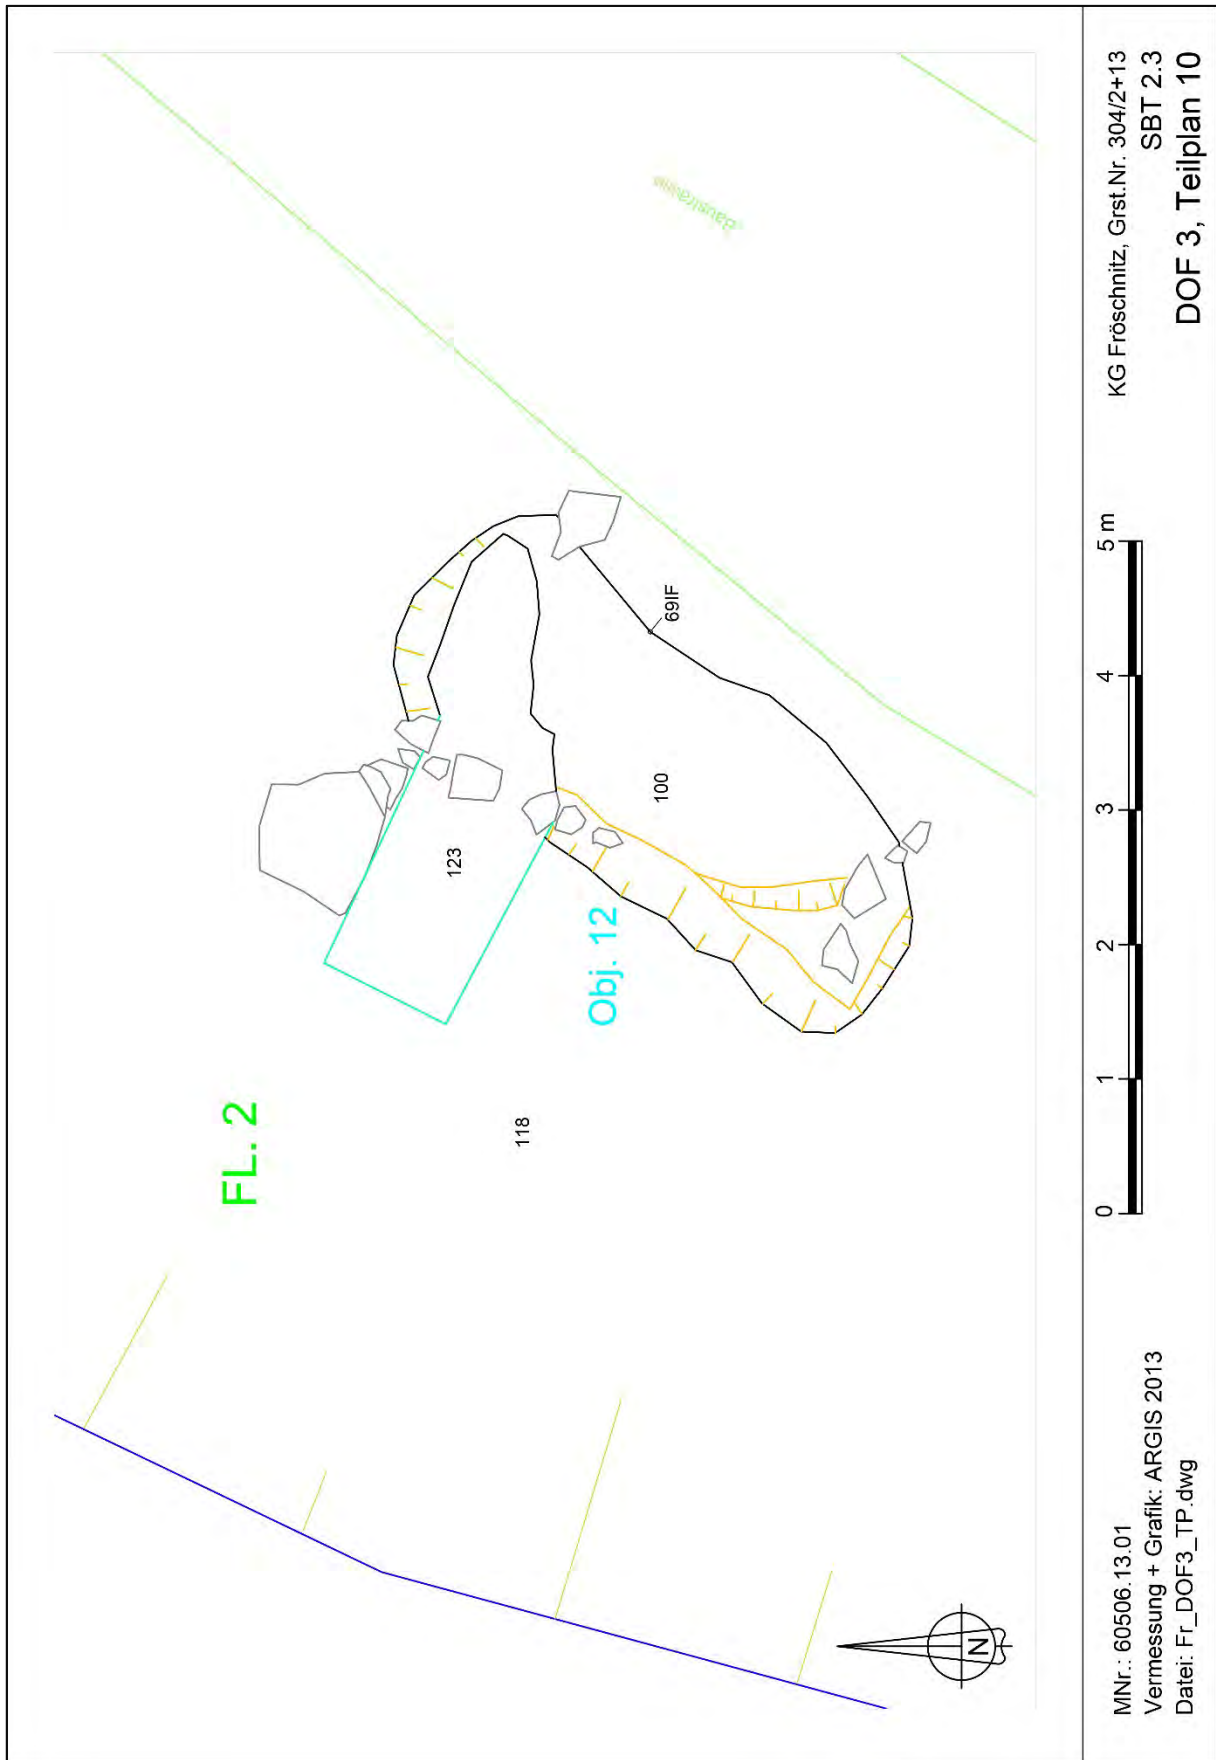 FL. 2
Baustraße
69IF
123
100
Obj. 12
118
N
0 1 2 3 4 5 m
MNr.: 60506.13.01
Vermessung + Grafik: ARGIS 2013
Datei: Fr_DOF3_TP.dwg
KG Fröschnitz, Grst.Nr. 304/2+13
SBT 2.3
DOF 3, Teilplan 10